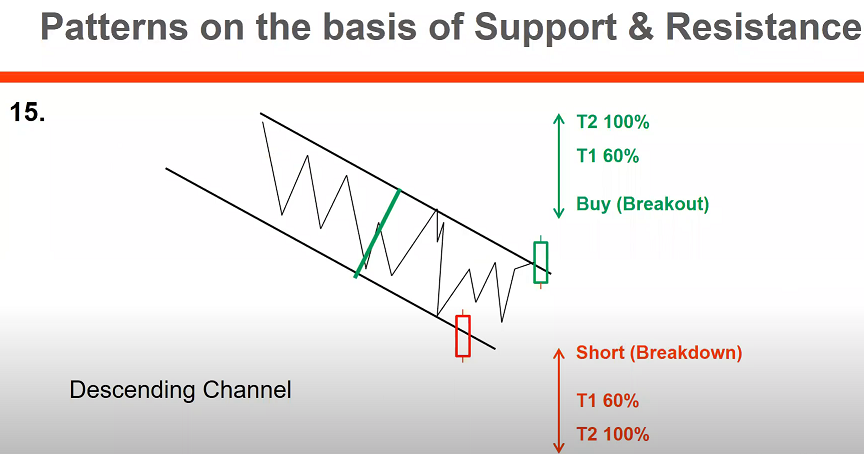 Patterns on the basis of Support & Resistance
15.
T2 100%
T1 60%
Buy (Breakout)
Short (Breakdown)
T1 60%
T2 100%
Descending Channel